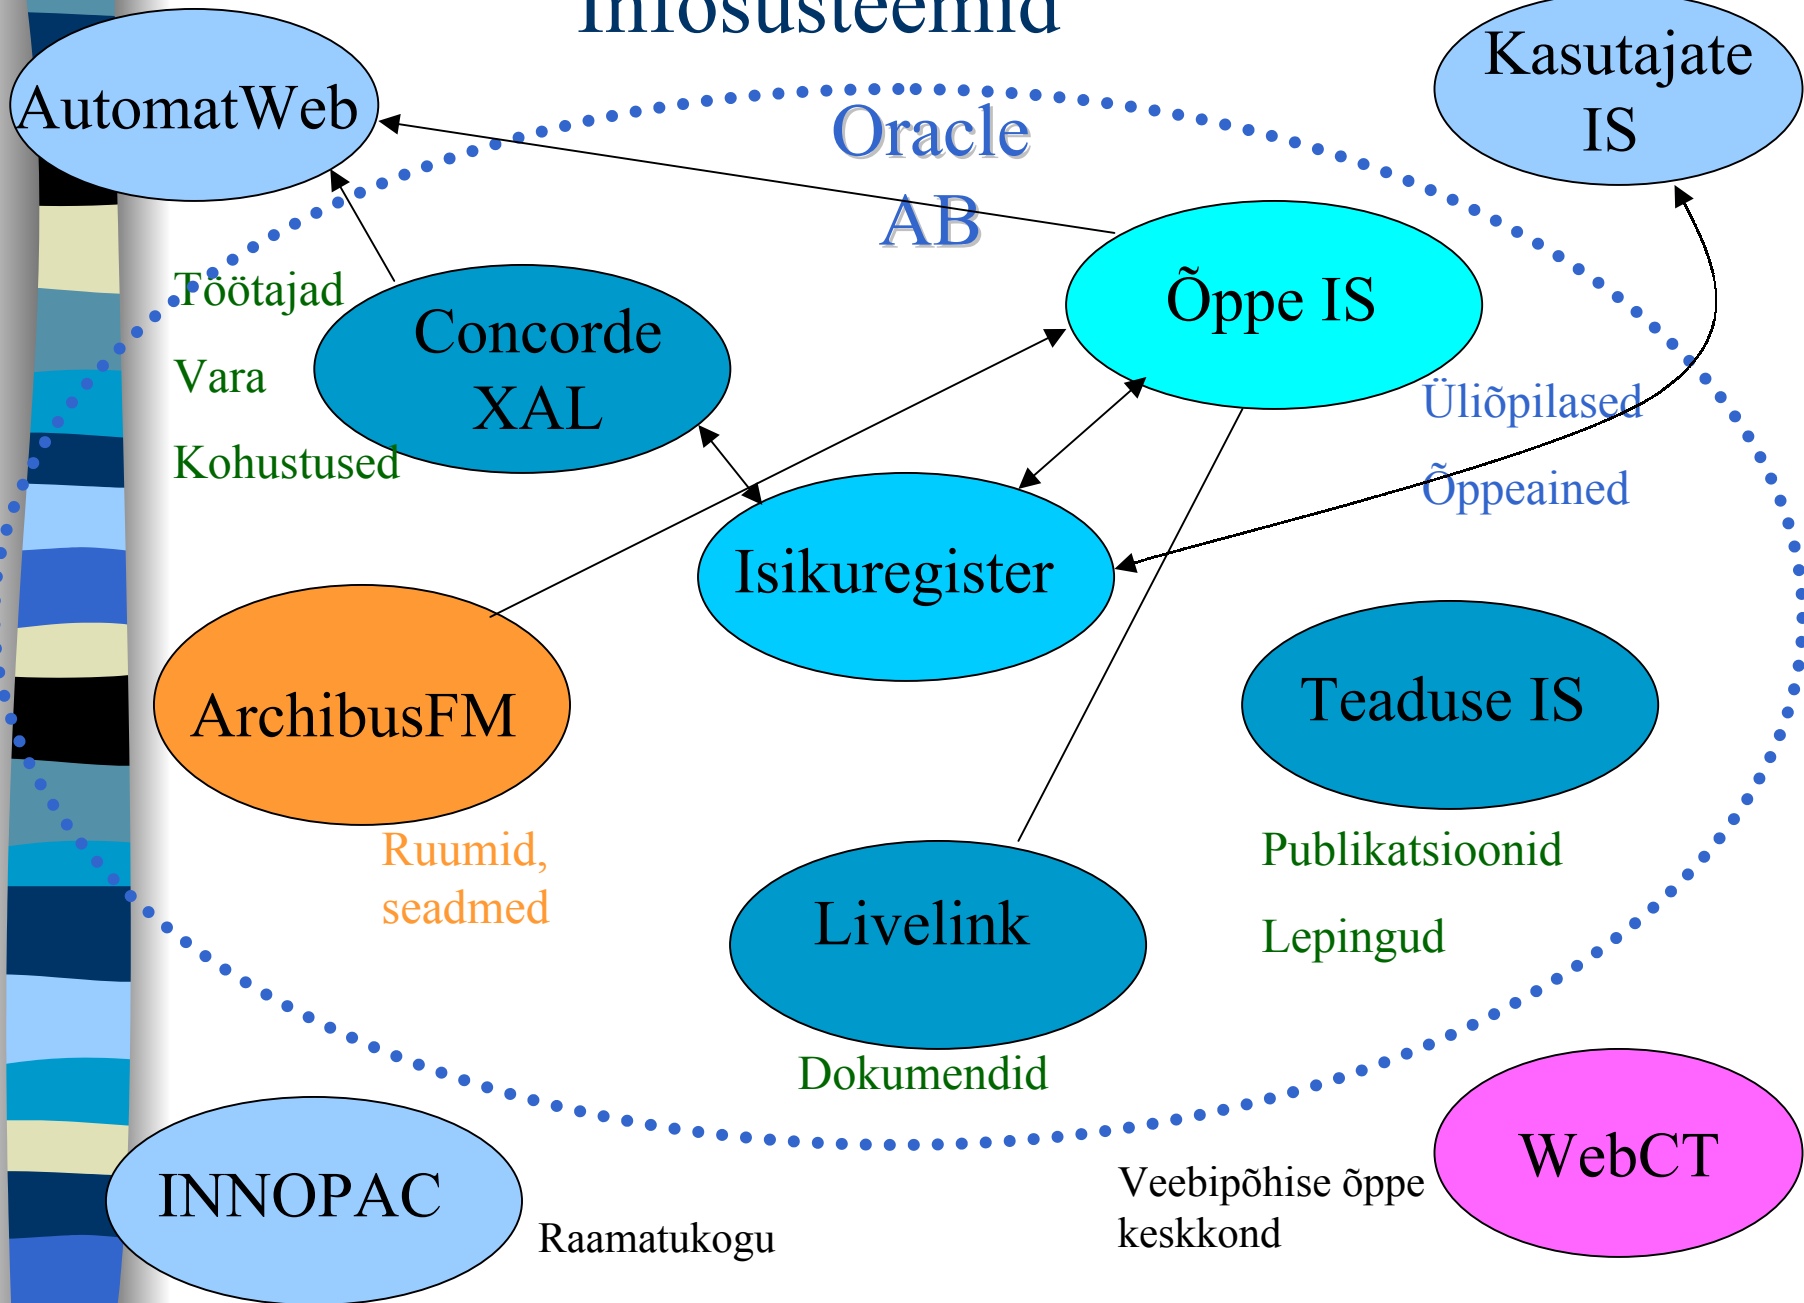 Infosüsteemid
AutomatWeb
Kasutajate
IS
Oracle
AB
Õppe IS
Töötajad
Vara
Kohustused
Concorde
XAL
Üliõpilased
Õppeained
Isikuregister
ArchibusFM
Teaduse IS
Ruumid,
seadmed
Livelink
Publikatsioonid
Lepingud
Dokumendid
INNOPAC
Raamatukogu
Veebipõhise õppe
keskkond
WebCT